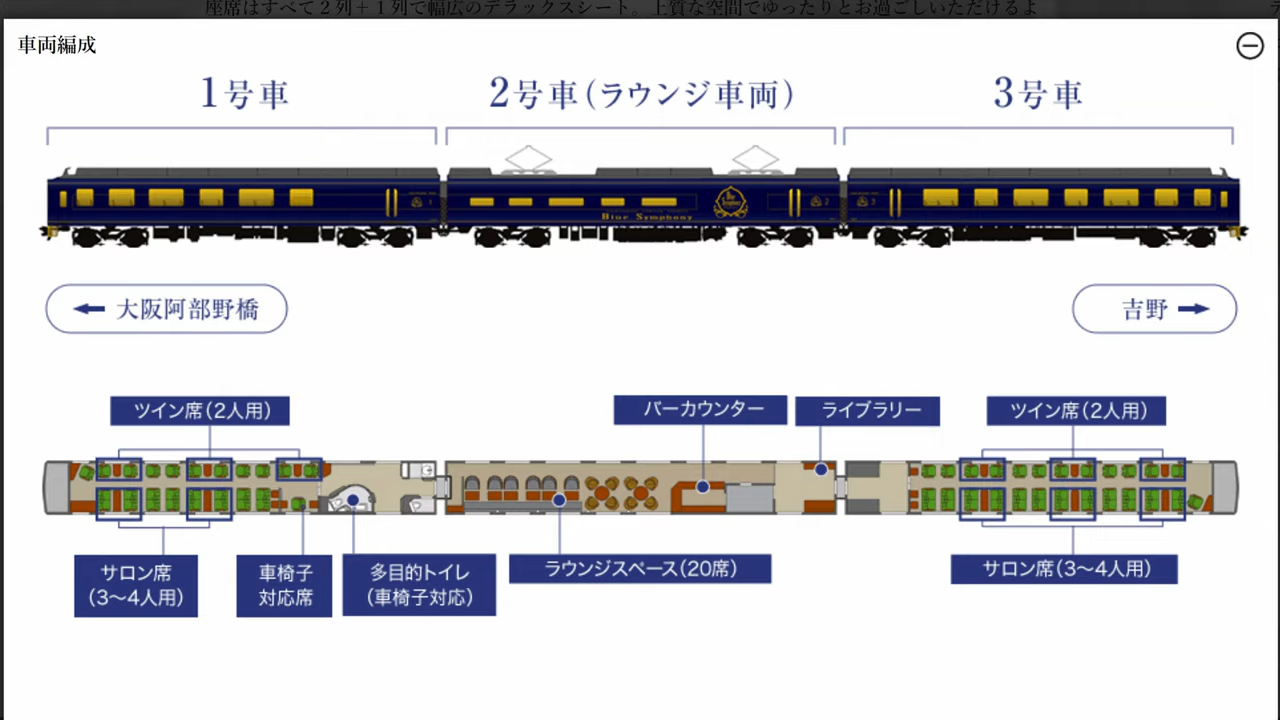 座席はすべて２列＋１列で幅広のデラックスシート。上質な空間でゆったりとお過ごしいただけるよ
車両編成
1号車
2号車(ラウンジ車両)
3号車
Blue Symphony
← 大阪阿部野橋
吉野 →
ツイン席(2人用)
バーカウンター
ライブラリー
ツイン席(2人用)
サロン席
(3〜4人用)
車椅子
対応席
多目的トイレ
(車椅子対応)
ラウンジスペース(20席)
サロン席(3〜4人用)